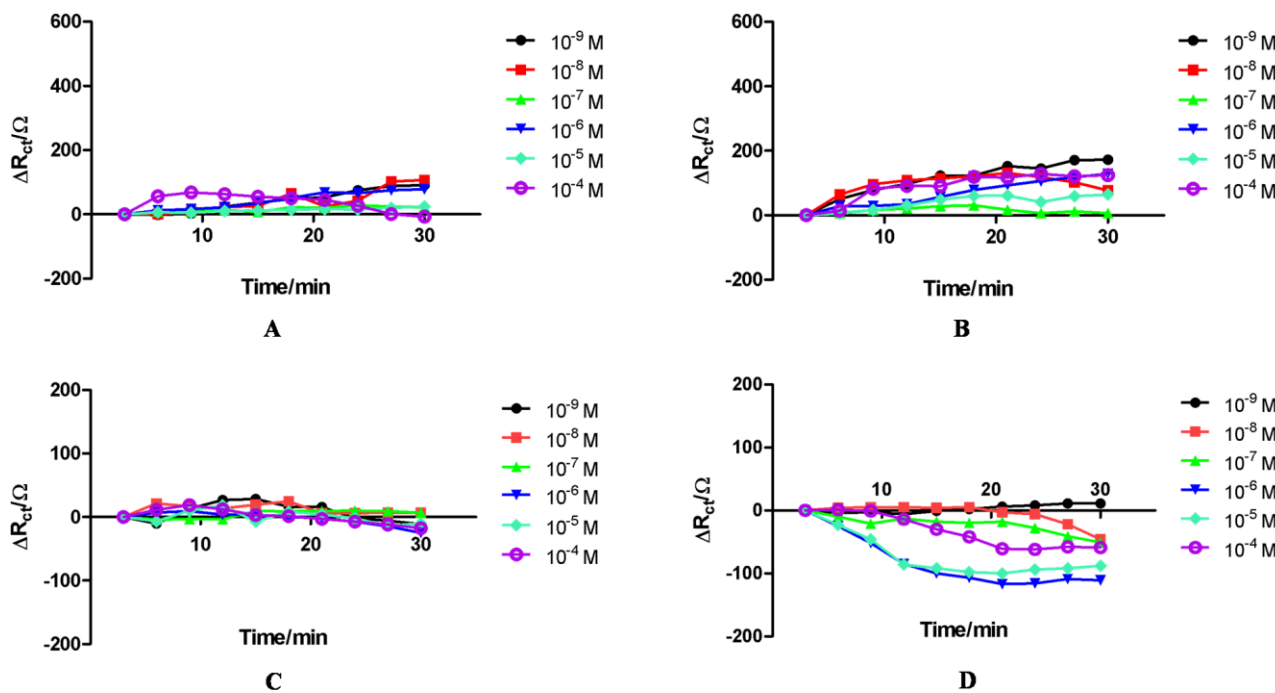 600
400
200
0
-200
ΔRct/Ω
10
20
30
Time/min
10⁻⁹ M
10⁻⁸ M
10⁻⁷ M
10⁻⁶ M
10⁻⁵ M
10⁻⁴ M
A
600
400
200
0
-200
ΔRct/Ω
10
20
30
Time/min
10⁻⁹ M
10⁻⁸ M
10⁻⁷ M
10⁻⁶ M
10⁻⁵ M
10⁻⁴ M
B
200
100
0
-100
-200
ΔRct/Ω
10
20
30
Time/min
10⁻⁹ M
10⁻⁸ M
10⁻⁷ M
10⁻⁶ M
10⁻⁵ M
10⁻⁴ M
C
200
100
0
-100
-200
ΔRct/Ω
10
20
30
Time/min
10⁻⁹ M
10⁻⁸ M
10⁻⁷ M
10⁻⁶ M
10⁻⁵ M
10⁻⁴ M
D